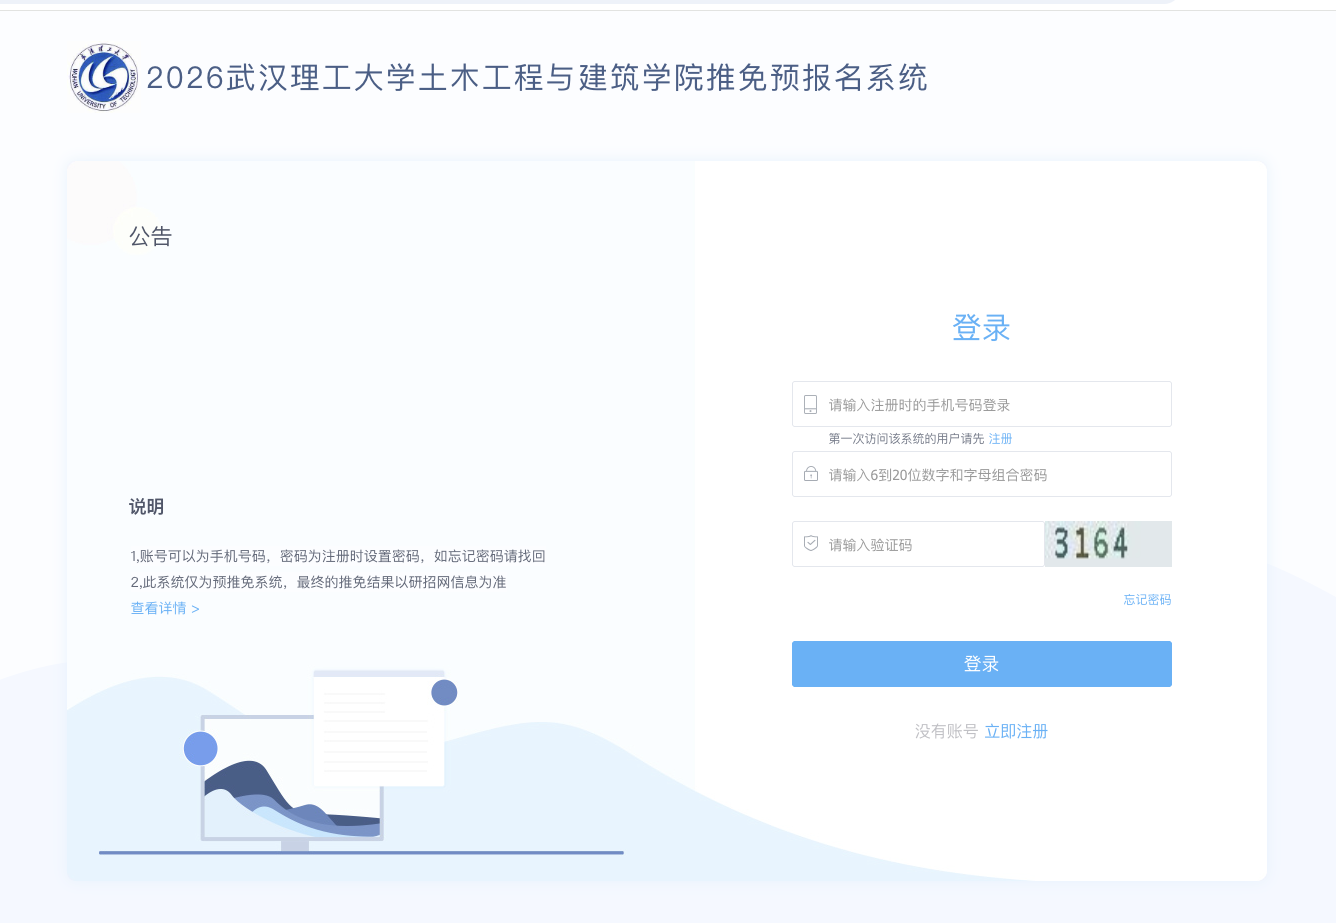 2026武汉理工大学土木工程与建筑学院推免预报名系统
WUHAN UNIVERSITY OF TECHNOLOGY
公告
说明
1,账号可以为手机号码，密码为注册时设置密码，如忘记密码请找回
2,此系统仅为预推免系统，最终的推免结果以研招网信息为准
查看详情 >
登录
请输入注册时的手机号码登录
第一次访问该系统的用户请先 注册
请输入6到20位数字和字母组合密码
请输入验证码
3164
忘记密码
登录
没有账号 立即注册